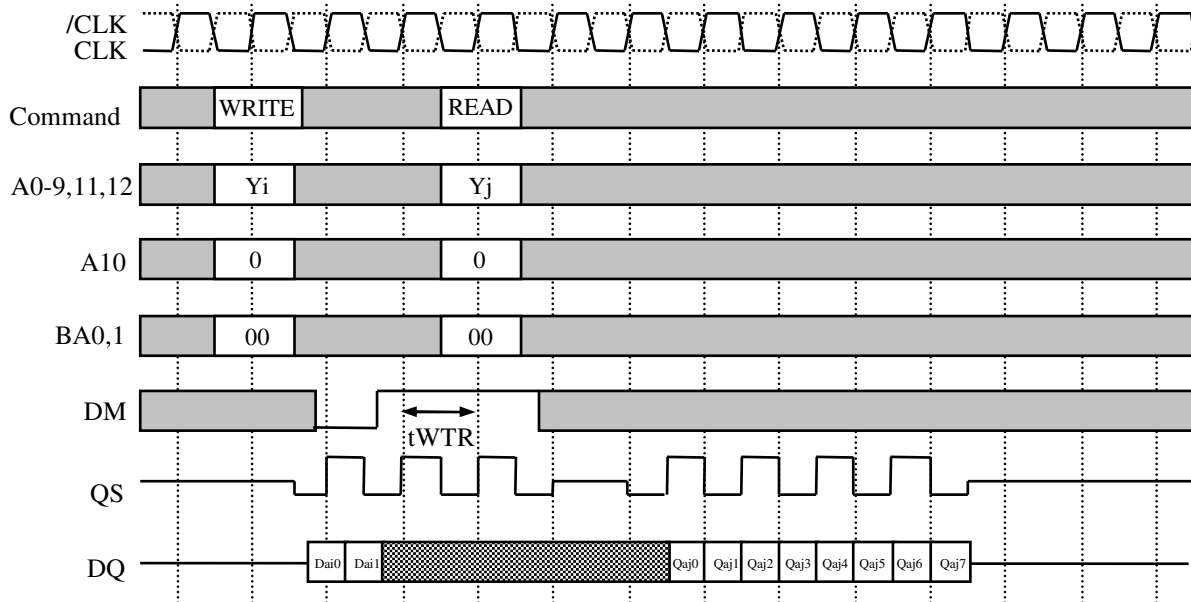 /CLK
CLK
Command WRITE READ
A0-9,11,12 Yi Yj
A10 0 0
BA0,1 00 00
DM
tWTR
QS
DQ Dai0 Dai1 Qaj0 Qaj1 Qaj2 Qaj3 Qaj4 Qaj5 Qaj6 Qaj7